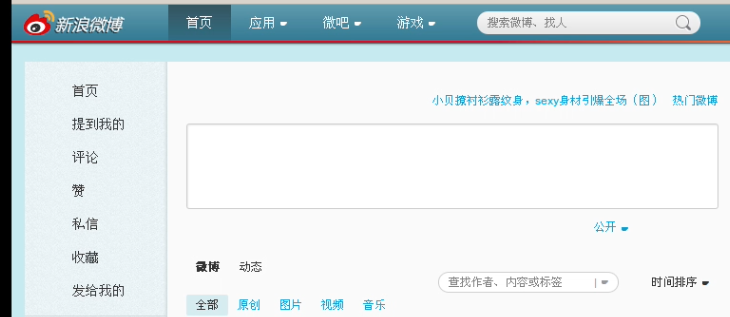 新浪微博 首页 应用 微吧 游戏 搜索微博、找人
首页
提到我的
评论
赞
私信
收藏
发给我的
小贝撩衬衫露纹身，sexy身材引爆全场（图） 热门微博
公开
微博 动态
查找作者、内容或标签 | 时间排序
全部 原创 图片 视频 音乐